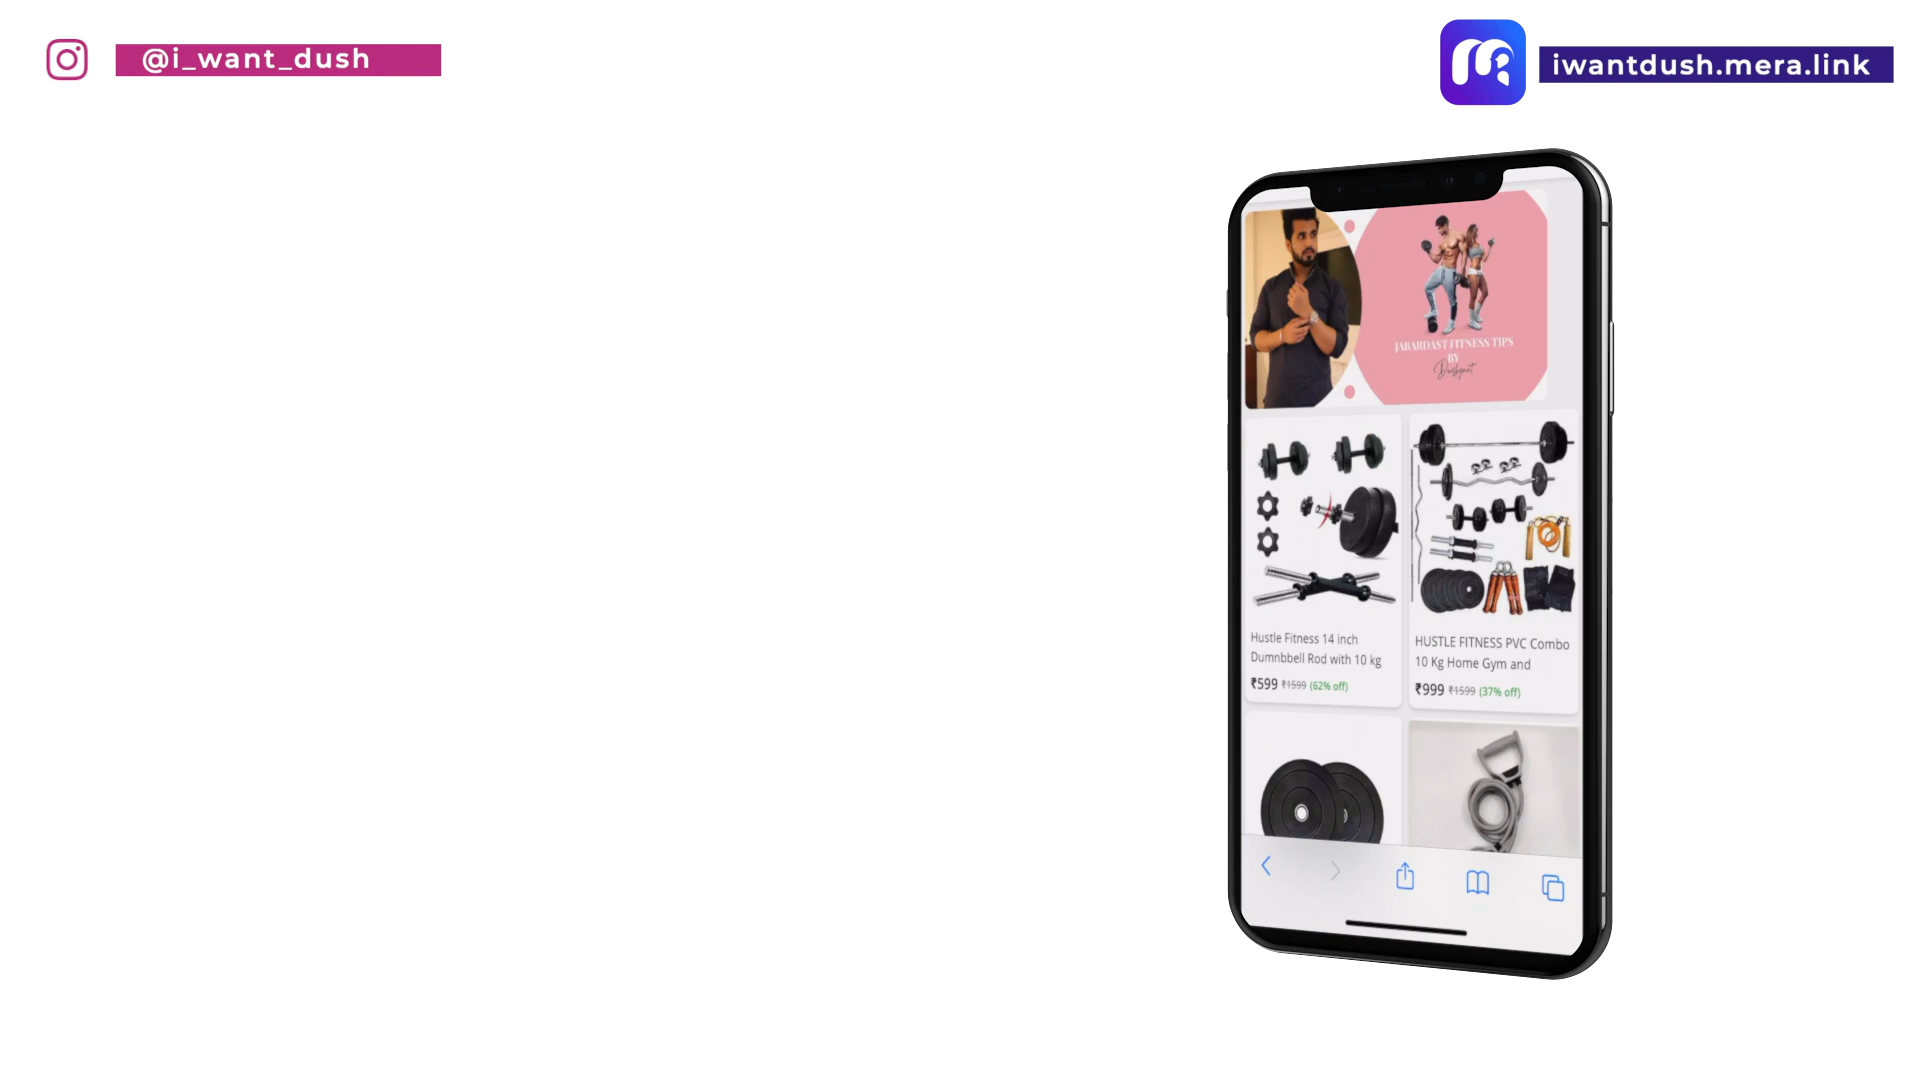 @i_want_dush
iwantdush.mera.link
JABARDAST FITNESS TIPS
BY
Hustle Fitness 14 inch
Dumnbbell Rod with 10 kg
₹599 ₹1599 (62% off)
HUSTLE FITNESS PVC Combo
10 Kg Home Gym and
₹999 ₹1599 (37% off)